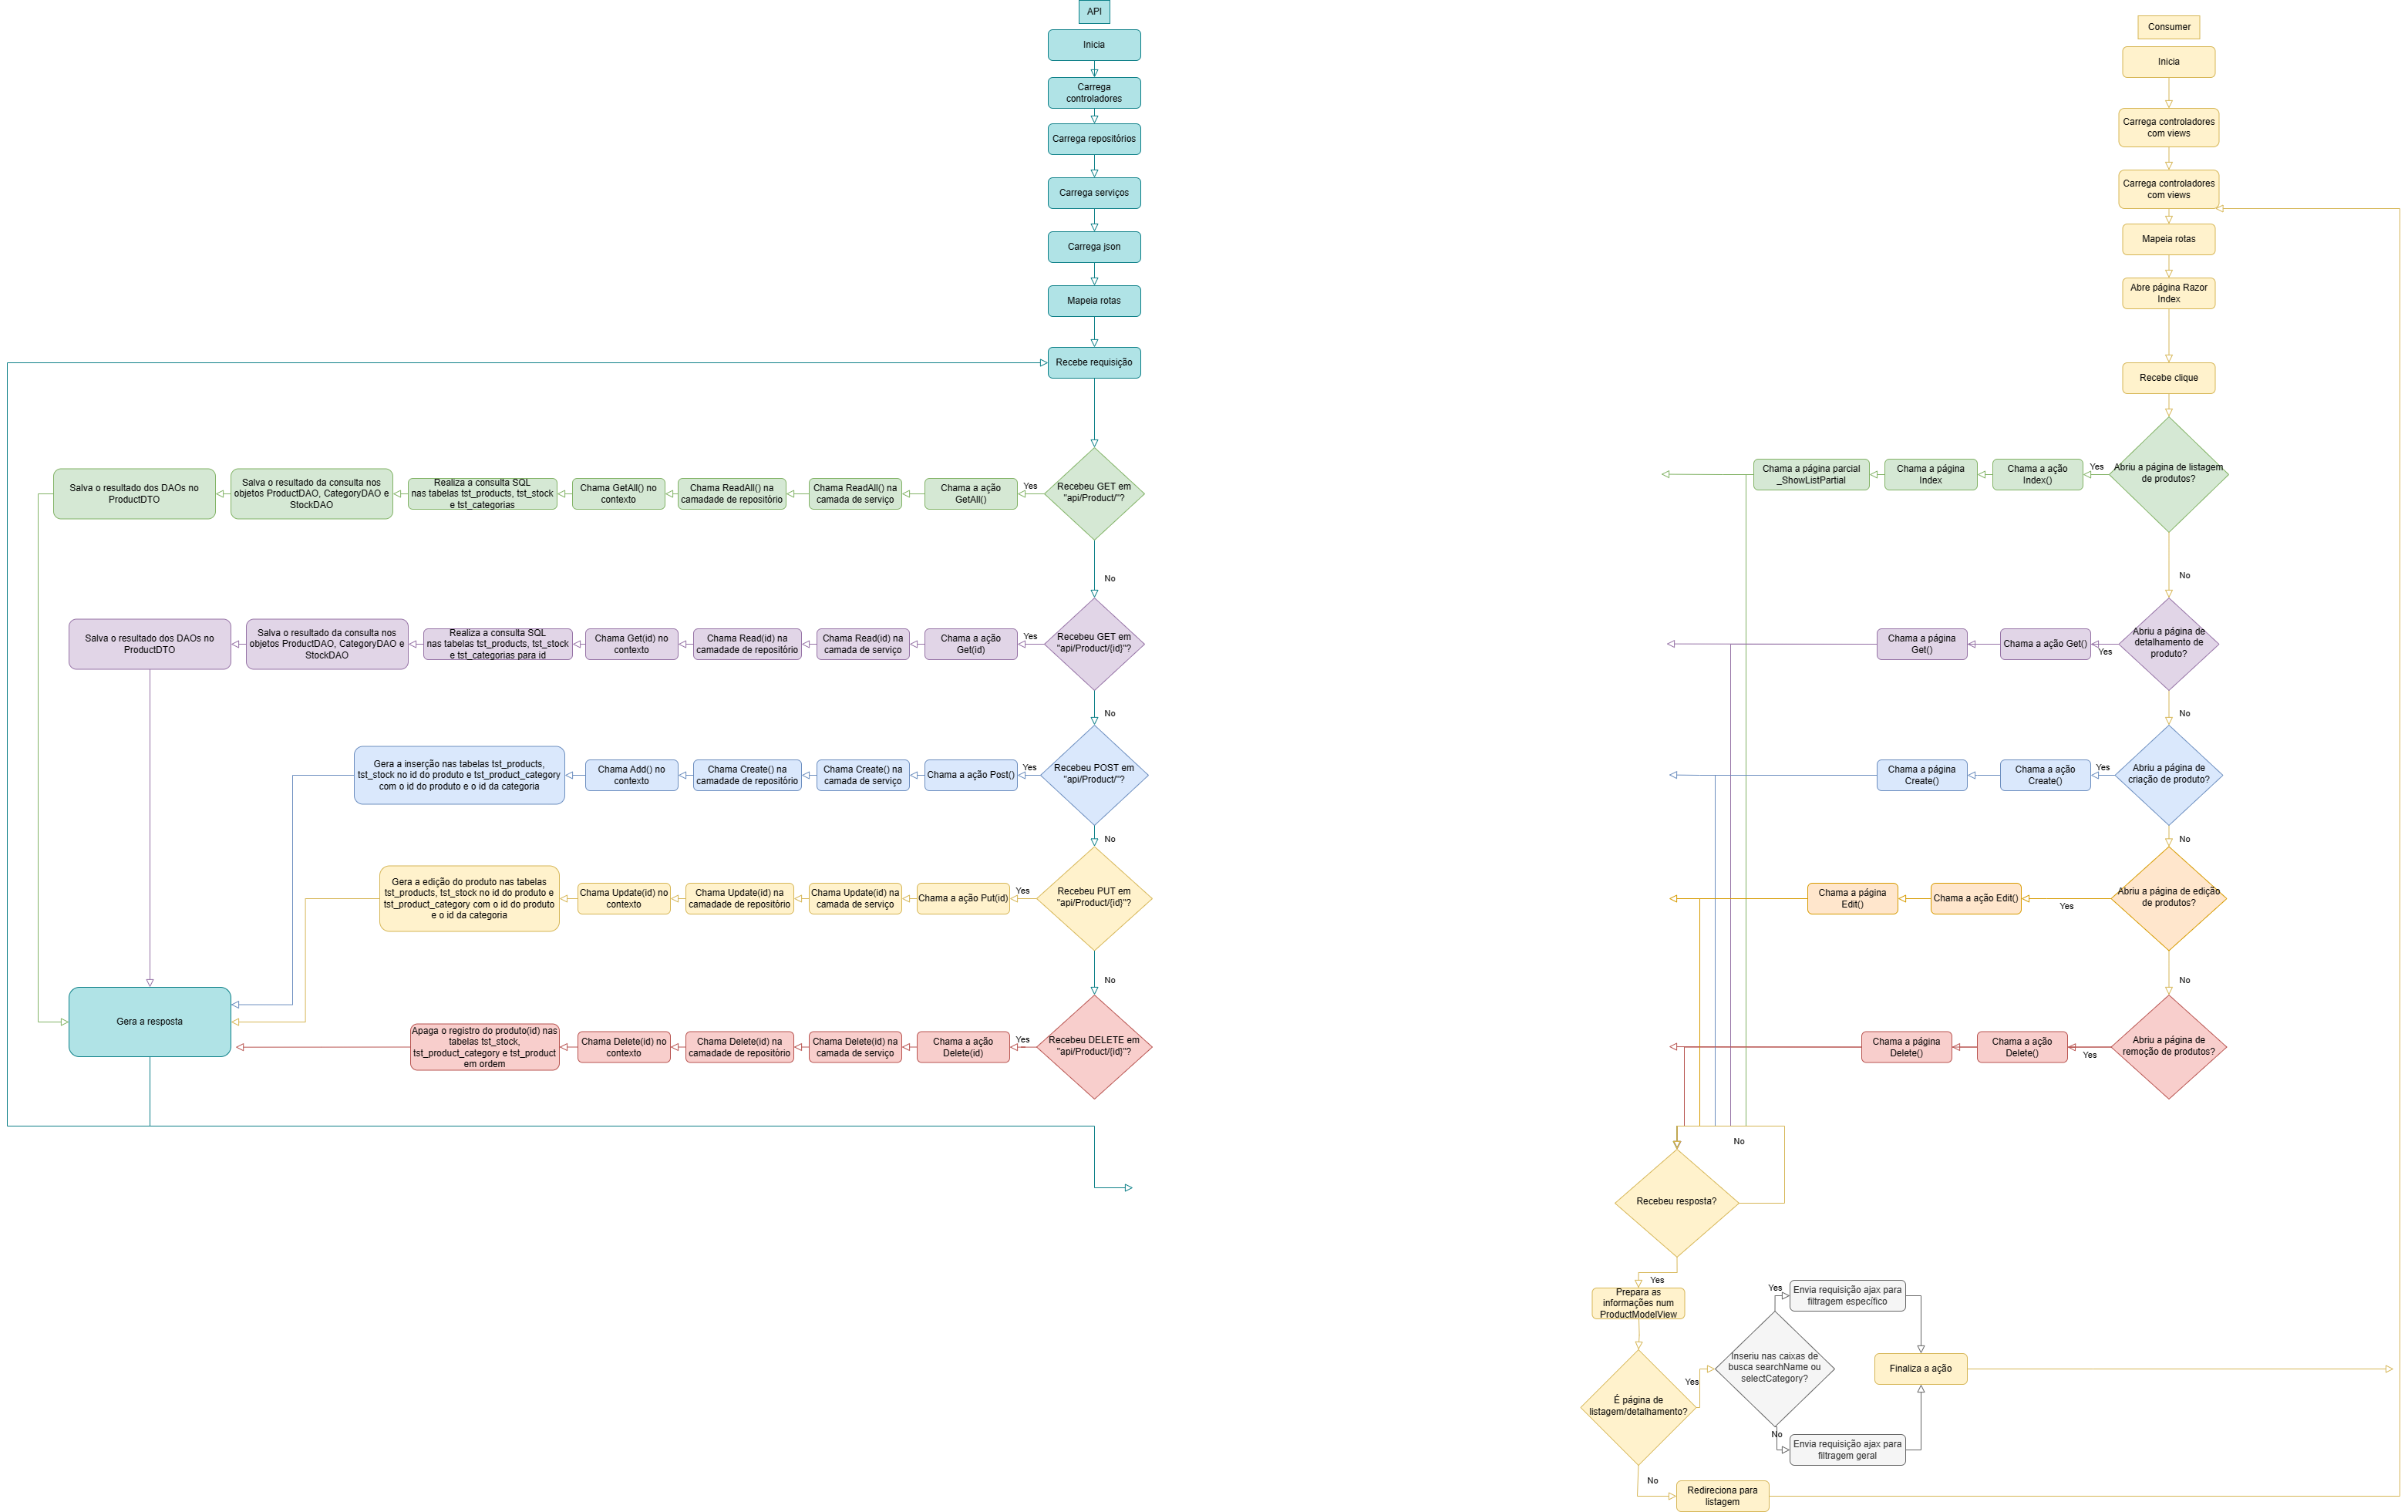 API
Inicia
Carrega
controladores
Carrega repositórios
Carrega serviços
Carrega json
Mapeia rotas
Recebe requisição
Recebeu GET em
"api/Product/"?
Yes
Chama a ação
GetAll()
Chama ReadAll() na
camada de serviço
Chama ReadAll() na
camadade de repositório
Chama GetAll() no
contexto
Realiza a consulta SQL
nas tabelas tst_products, tst_stock
e tst_categorias
Salva o resultado da consulta nos
objetos ProductDAO, CategoryDAO e
StockDAO
Salva o resultado dos DAOs no
ProductDTO
No
Recebeu GET em
"api/Product/{id}"?
Yes
Chama a ação
Get(id)
Chama Read(id) na
camada de serviço
Chama Read(id) na
camadade de repositório
Chama Get(id) no
contexto
Realiza a consulta SQL
nas tabelas tst_products, tst_stock
e tst_categorias para id
Salva o resultado da consulta nos
objetos ProductDAO, CategoryDAO e
StockDAO
Salva o resultado dos DAOs no
ProductDTO
No
Recebeu POST em
"api/Product/"?
Yes
Chama a ação Post()
Chama Create() na
camada de serviço
Chama Create() na
camadade de repositório
Chama Add() no
contexto
Gera a inserção nas tabelas tst_products,
tst_stock no id do produto e tst_product_category
com o id do produto e o id da categoria
No
Recebeu PUT em
"api/Product/{id}"?
Yes
Chama a ação Put(id)
Chama Update(id) na
camada de serviço
Chama Update(id) na
camadade de repositório
Chama Update(id) no
contexto
Gera a edição do produto nas tabelas
tst_products, tst_stock no id do produto e
tst_product_category com o id do produto
e o id da categoria
No
Recebeu DELETE em
"api/Product/{id}"?
Yes
Chama a ação
Delete(id)
Chama Delete(id) na
camada de serviço
Chama Delete(id) na
camadade de repositório
Chama Delete(id) no
contexto
Apaga o registro do produto(id) nas
tabelas tst_stock,
tst_product_category e tst_product
em ordem
Gera a resposta
Consumer
Inicia
Carrega controladores
com views
Carrega controladores
com views
Mapeia rotas
Abre página Razor
Index
Recebe clique
Abriu a página de listagem
de produtos?
Yes
Chama a ação
Index()
Chama a página
Index
Chama a página parcial
_ShowListPartial
No
Abriu a página de
detalhamento de
produto?
Yes
Chama a ação Get()
Chama a página
Get()
No
Abriu a página de
criação de produto?
Yes
Chama a ação
Create()
Chama a página
Create()
No
Abriu a página de edição
de produtos?
Yes
Chama a ação Edit()
Chama a página
Edit()
No
Abriu a página de
remoção de produtos?
Yes
Chama a ação
Delete()
Chama a página
Delete()
No
Recebeu resposta?
Yes
Prepara as
informações num
ProductModelView
É página de
listagem/detalhamento?
Yes
Inseriu nas caixas de
busca searchName ou
selectCategory?
Yes
Envia requisição ajax para
filtragem específico
No
Envia requisição ajax para
filtragem geral
Finaliza a ação
No
Redireciona para
listagem